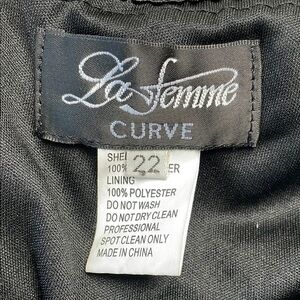 La Femme
CURVE
22
100%
LINING
100% POLYESTER
DO NOT WASH
DO NOT DRY CLEAN
PROFESSIONAL
SPOT CLEAN ONLY
MADE IN CHINA